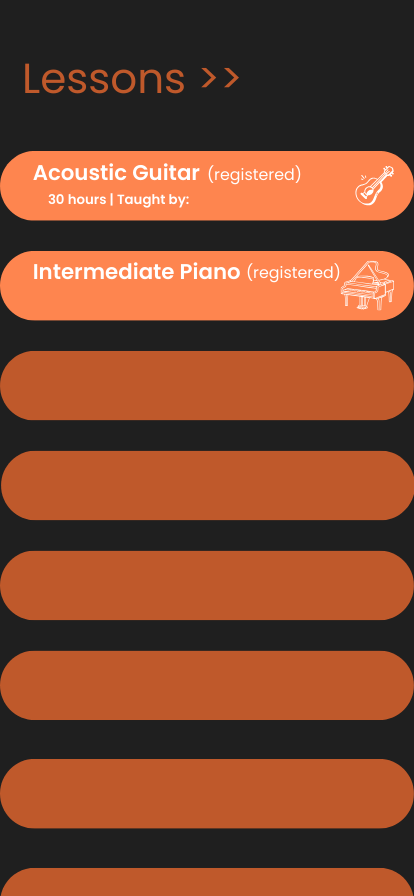 Lessons >>
Acoustic Guitar (registered)
30 hours | Taught by:
Intermediate Piano (registered)